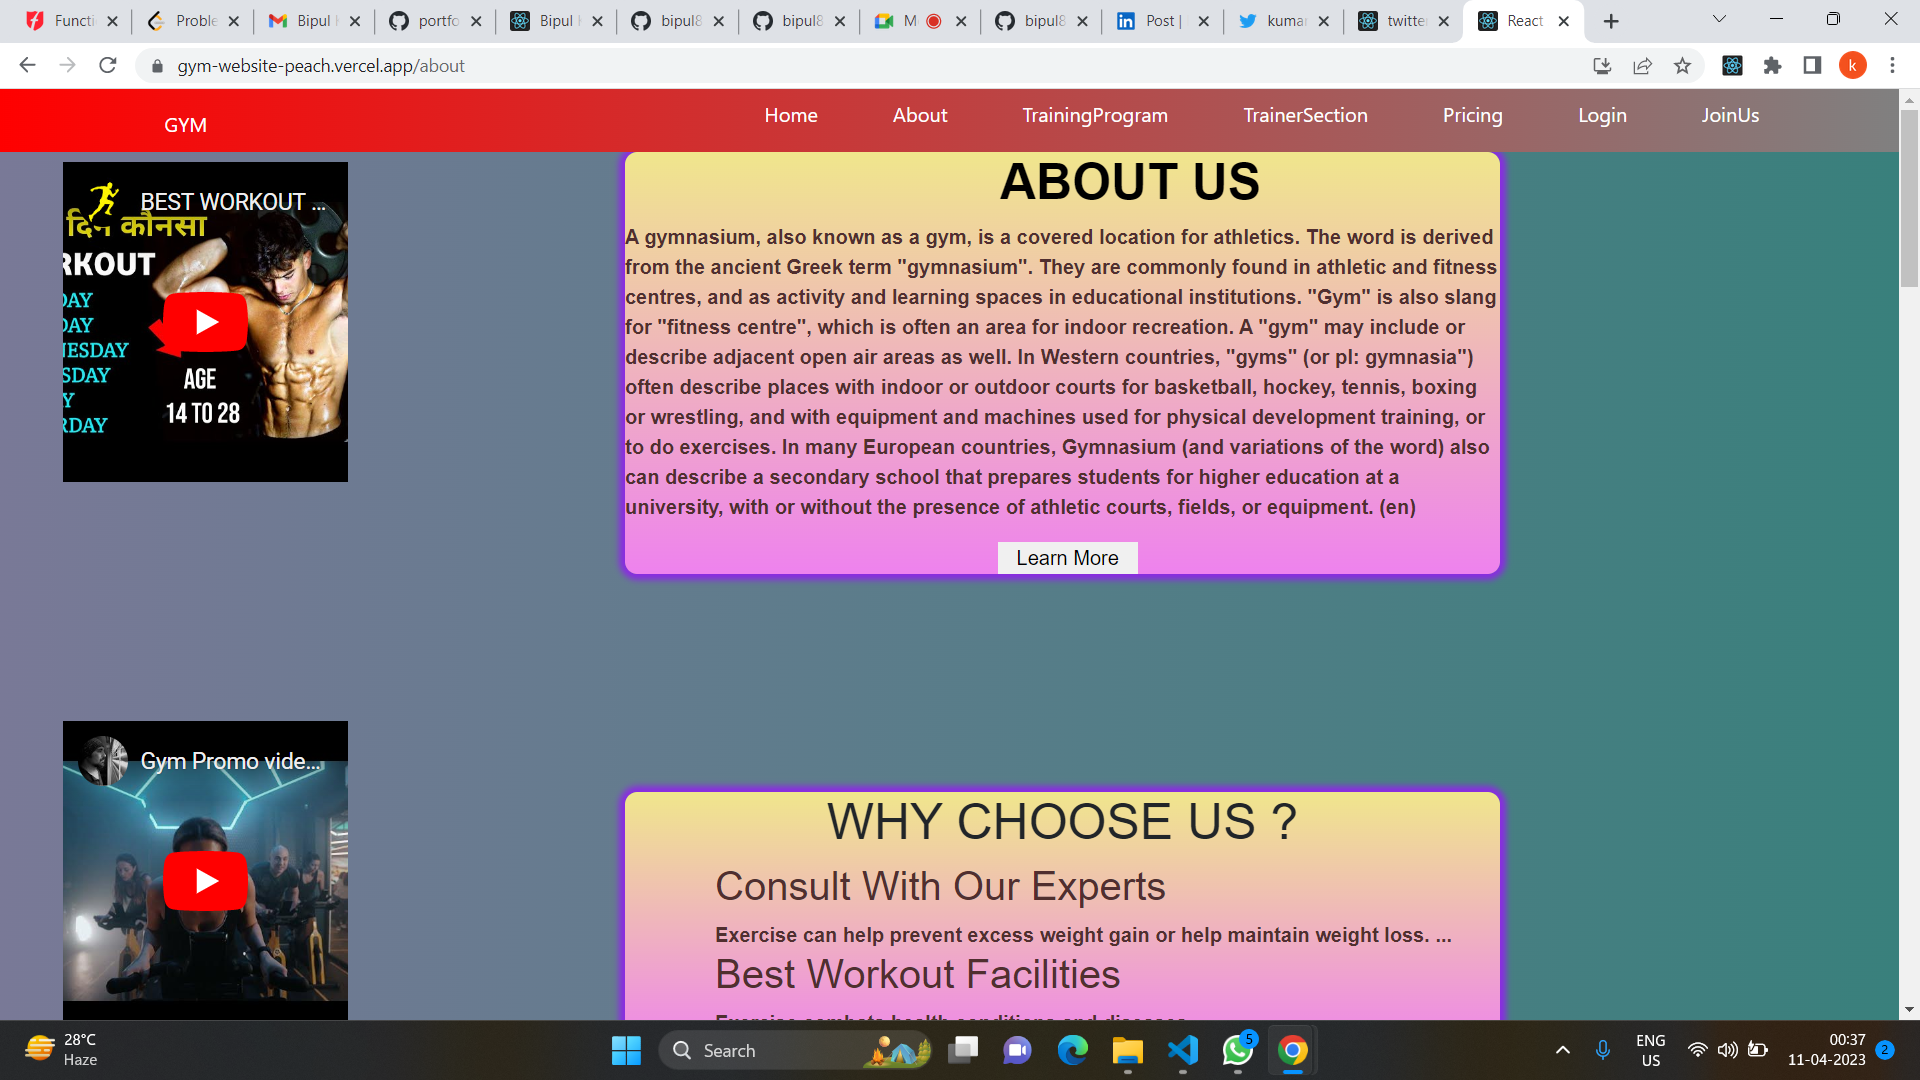 Functi
Proble
Bipul
portfo
Bipul
bipul8
bipul8
M
bipul8
Post |
kuma
twitte
React
gym-website-peach.vercel.app/about
k
GYM
Home
About
TrainingProgram
TrainerSection
Pricing
Login
JoinUs
BEST WORKOUT ...
दिन कौनसा
RKOUT
DAY
DAY
NESDAY
SDAY
Y
RDAY
AGE
14 TO 28
ABOUT US
A gymnasium, also known as a gym, is a covered location for athletics. The word is derived
from the ancient Greek term "gymnasium". They are commonly found in athletic and fitness
centres, and as activity and learning spaces in educational institutions. "Gym" is also slang
for "fitness centre", which is often an area for indoor recreation. A "gym" may include or
describe adjacent open air areas as well. In Western countries, "gyms" (or pl: gymnasia")
often describe places with indoor or outdoor courts for basketball, hockey, tennis, boxing
or wrestling, and with equipment and machines used for physical development training, or
to do exercises. In many European countries, Gymnasium (and variations of the word) also
can describe a secondary school that prepares students for higher education at a
university, with or without the presence of athletic courts, fields, or equipment. (en)
Learn More
Gym Promo vide...
WHY CHOOSE US ?
Consult With Our Experts
Exercise can help prevent excess weight gain or help maintain weight loss. ...
Best Workout Facilities
Exercise combats health conditions and diseases
28°C
Haze
Search
5
ENG
US
00:37
11-04-2023
2